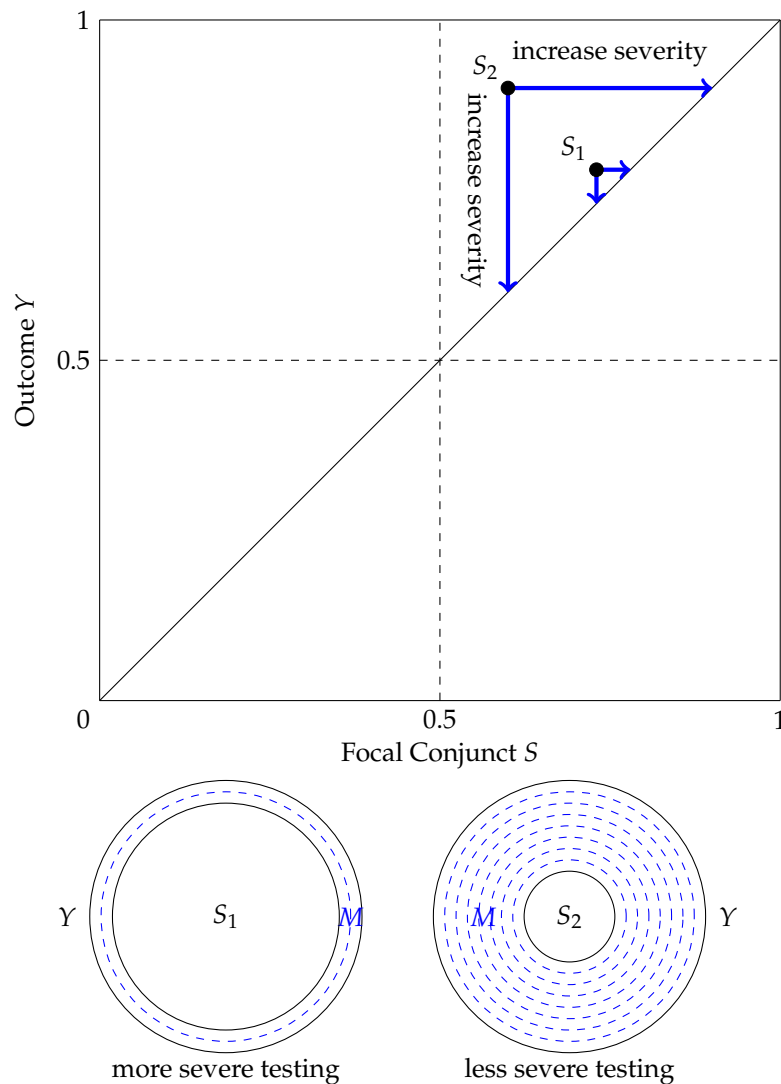 1
increase severity
S2
increase severity
S1
Outcome Y
0.5
0
0.5
1
Focal Conjunct S
Y
S1
M
M
S2
Y
more severe testing
less severe testing